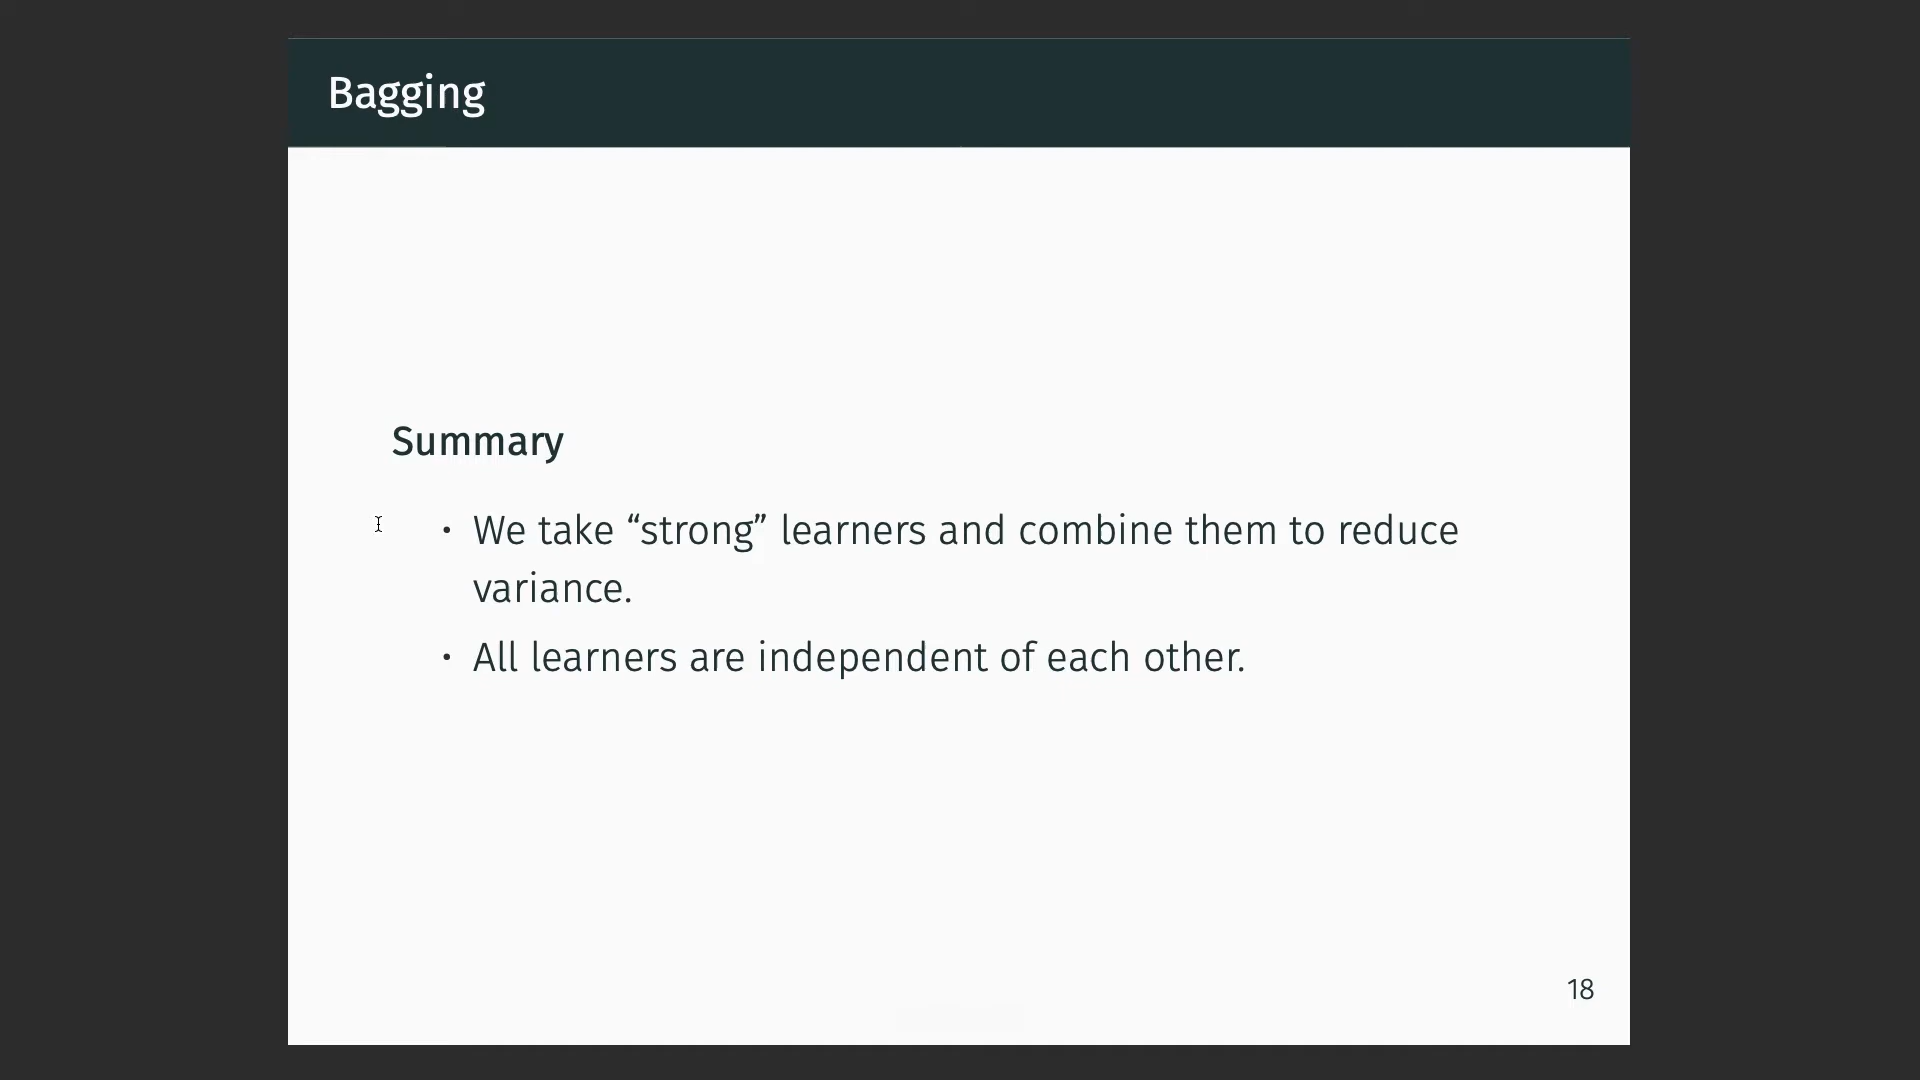 Bagging
Summary
• We take “strong” learners and combine them to reduce
variance.
• All learners are independent of each other.
18